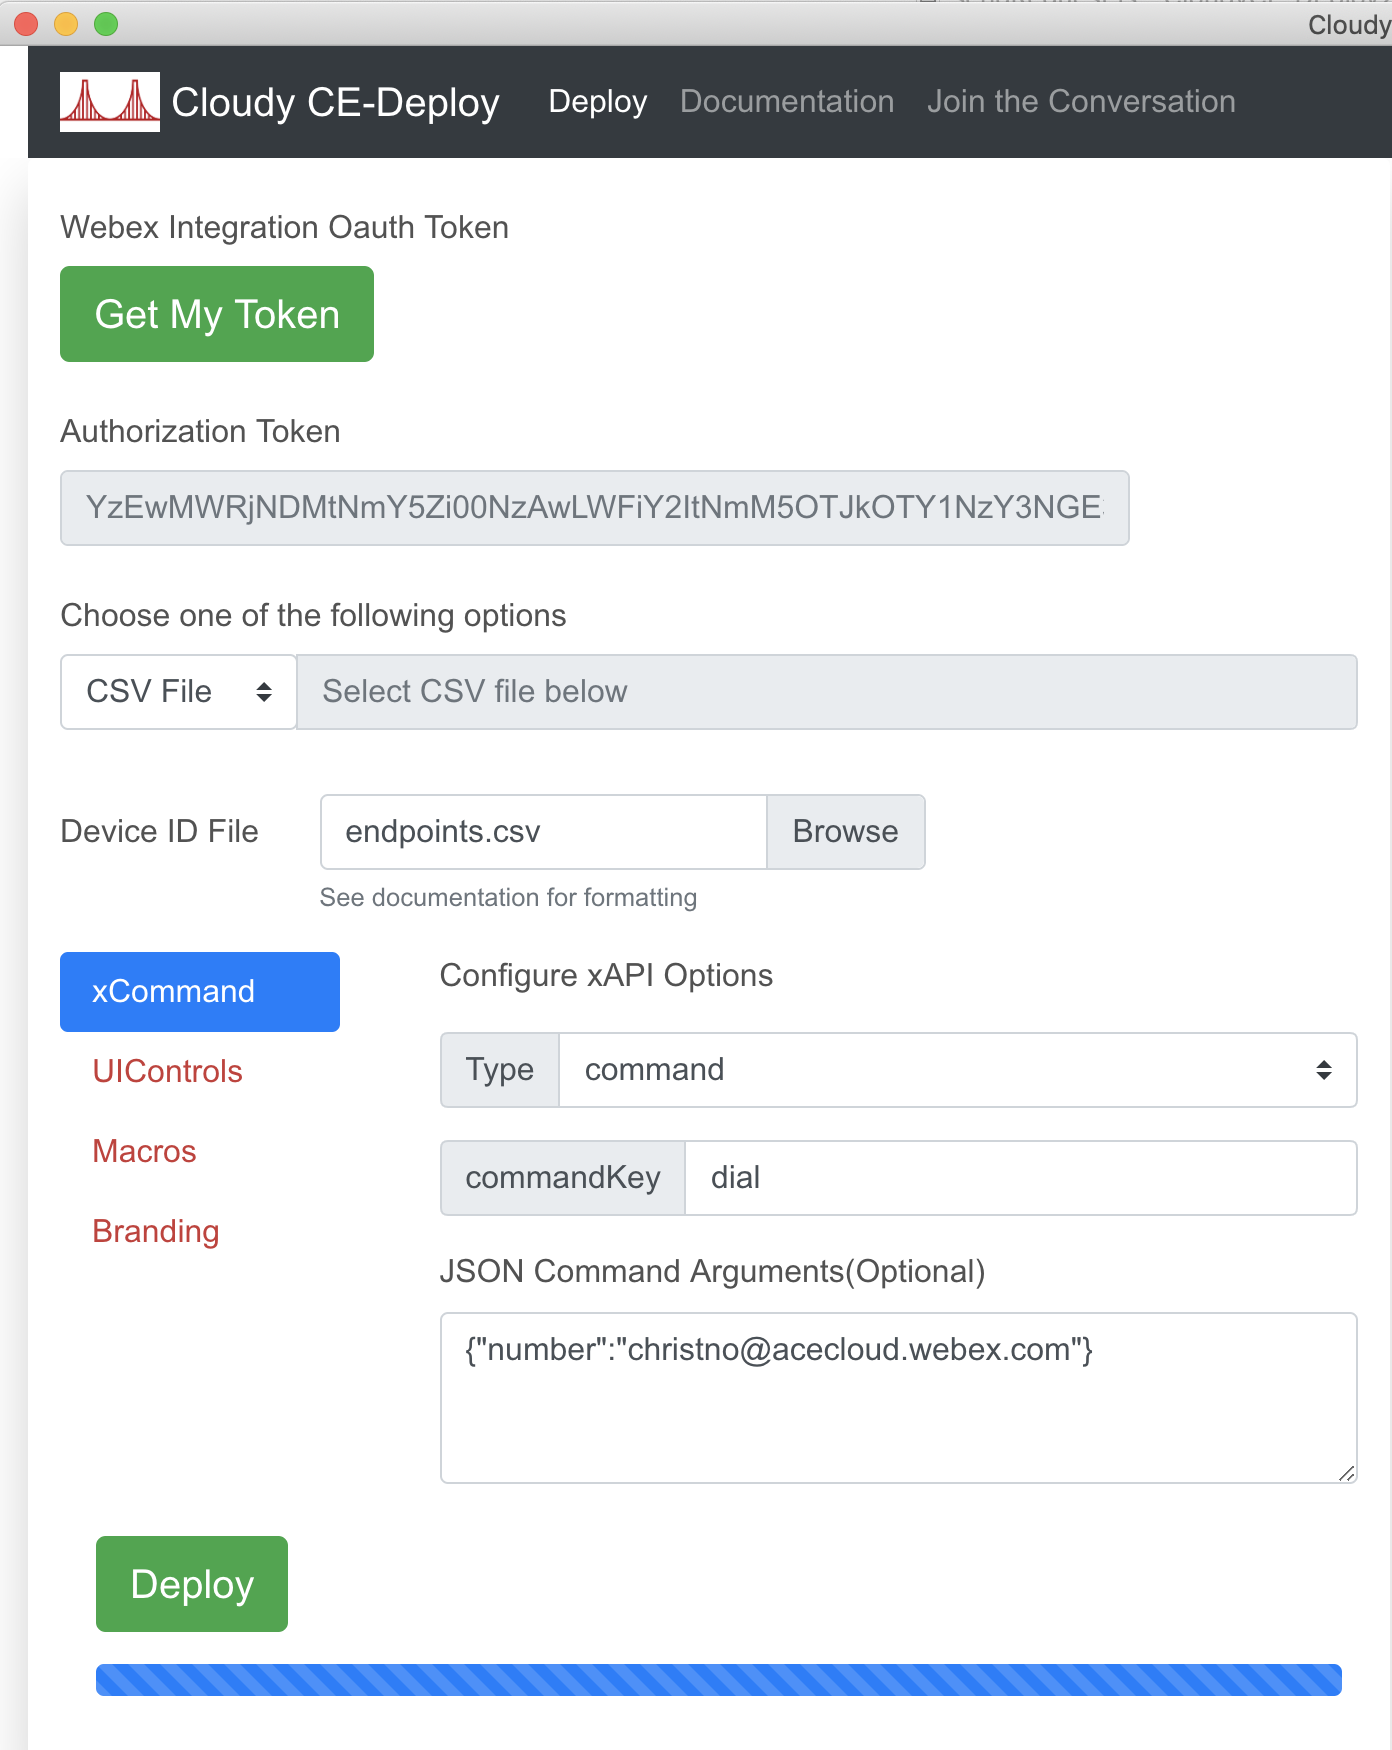 Cloudy
Cloudy CE-Deploy Deploy Documentation Join the Conversation
Webex Integration Oauth Token
Get My Token
Authorization Token
YzEwMWRjNDMtNmY5Zi00NzAwLWFiY2ItNmM5OTJkOTY1NzY3NGE
Choose one of the following options
CSV File Select CSV file below
Device ID File endpoints.csv Browse
See documentation for formatting
xCommand Configure xAPI Options
UIControls Type command
Macros commandKey dial
Branding
JSON Command Arguments(Optional)
{"number":"christno@acecloud.webex.com"}
Deploy